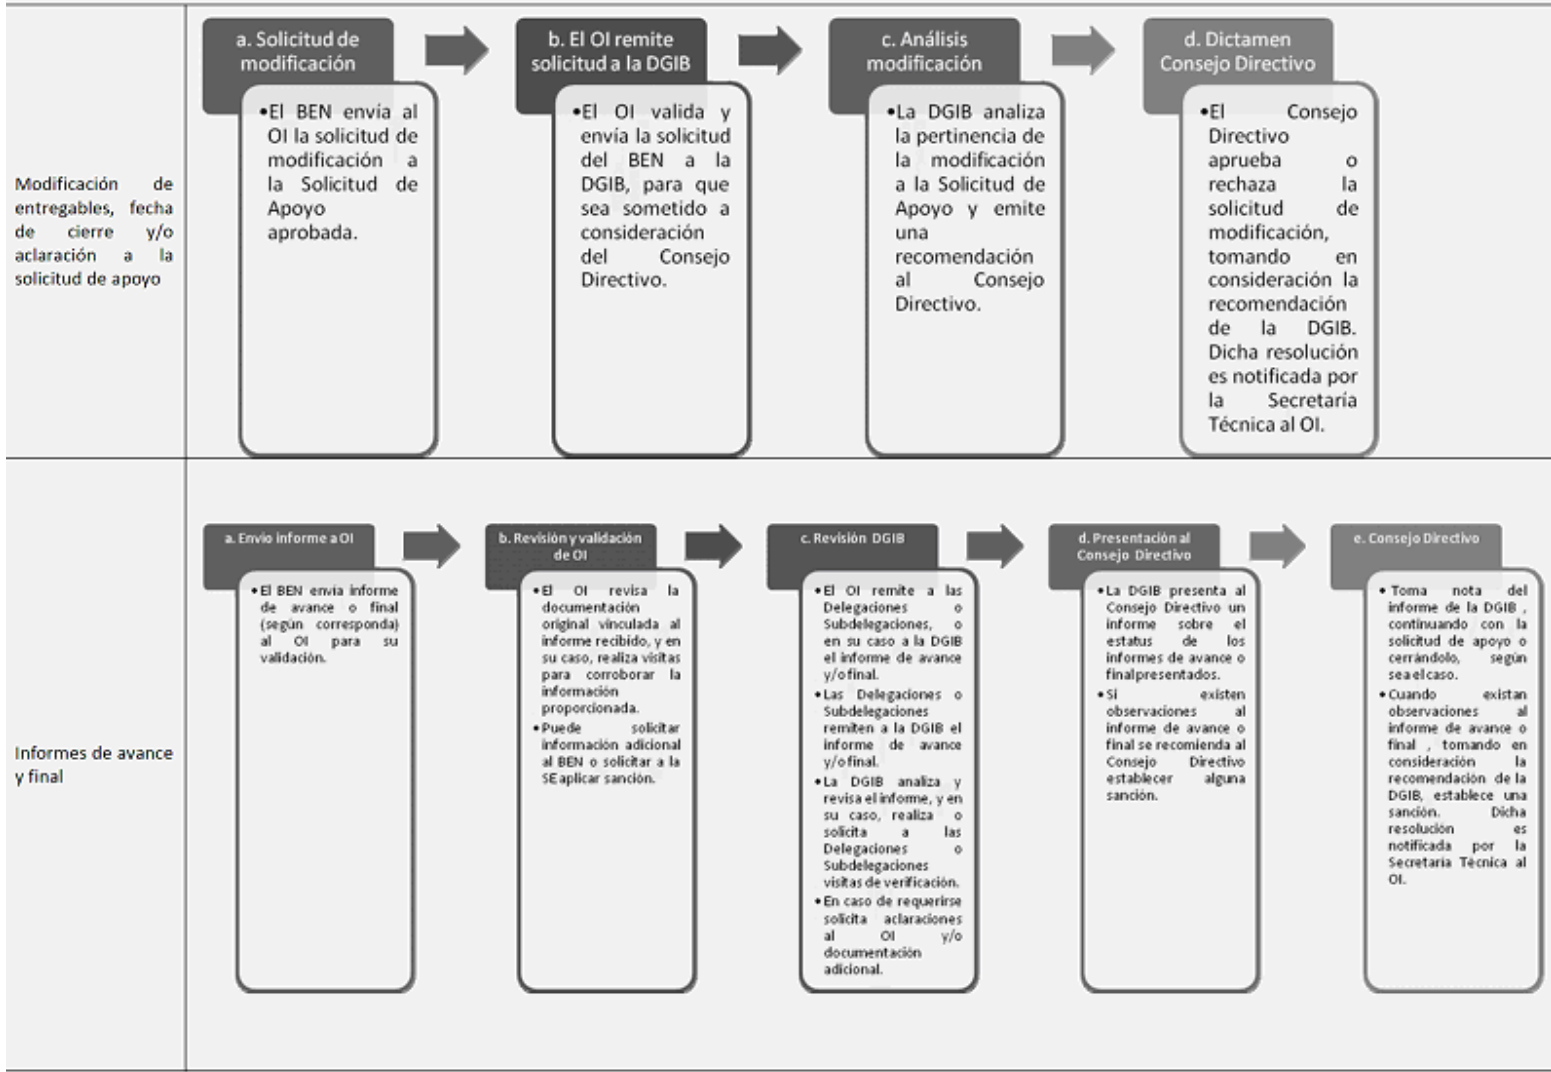 Modificación de
entregables, fecha
de cierre y/o
aclaración a la
solicitud de apoyo
a. Solicitud de
modificación
•El BEN envía al
OI la solicitud de
modificación a
la Solicitud de
Apoyo
aprobada.
b. El OI remite
solicitud a la DGIB
•El OI valida y
envía la solicitud
del BEN a la
DGIB, para que
sea sometido a
consideración
del Consejo
Directivo.
c. Análisis
modificación
•La DGIB analiza
la pertinencia de
la modificación
a la Solicitud de
Apoyo y emite
una
recomendación
al Consejo
Directivo.
d. Dictamen
Consejo Directivo
•El Consejo
Directivo
aprueba o
rechaza la
solicitud de
modificación,
tomando en
consideración la
recomendación
de la DGIB.
Dicha resolución
es notificada por
la Secretaría
Técnica al OI.
Informes de avance
y final
a. Envio informe a OI
•El BEN envía informe
de avance o final
(según corresponda)
al OI para su
validación.
b. Revisión y validación
de OI
•El OI revisa la
documentación
original vinculada al
informe recibido, y en
su caso, realiza visitas
para corroborar la
información
proporcionada.
•Puede solicitar
información adicional
al BEN o solicitar a la
SE aplicar sanción.
c. Revisión DGIB
•El OI remite a las
Delegaciones o
Subdelegaciones, o
en su caso a la DGIB
el informe de avance
y/o final.
•Las Delegaciones o
Subdelegaciones
remiten a la DGIB el
informe de avance
y/o final.
•La DGIB analiza y
revisa el informe, y en
su caso, realiza o
solicita a las
Delegaciones o
Subdelegaciones
visitas de verificación.
•En caso de requerirse
solicita aclaraciones
al OI y/o
documentación
adicional.
d. Presentación al
Consejo Directivo
•La DGIB presenta al
Consejo Directivo un
informe sobre el
estatus de los
informes de avance o
final presentados.
•Si existen
observaciones al
informe de avance o
final se recomienda al
Consejo Directivo
establecer alguna
sanción.
e. Consejo Directivo
• Toma nota del
informe de la DGIB ,
continuando con la
solicitud de apoyo o
cerrándolo, según
sea el caso.
•Cuando existan
observaciones al
informe de avance o
final , tomando en
consideración la
recomendación de la
DGIB, establece una
sanción. Dicha
resolución es
notificada por la
Secretaría Técnica al
OI.